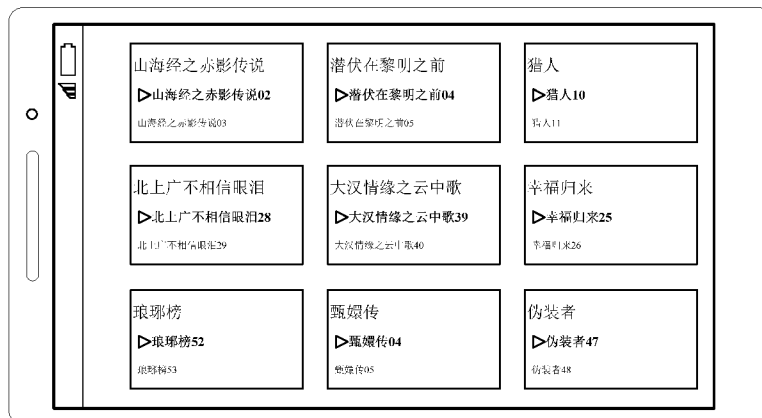 山海经之赤影传说
▷山海经之赤影传说02
山海经之赤影传说03
潜伏在黎明之前
▷潜伏在黎明之前04
潜伏在黎明之前05
猎人
▷猎人10
猎人11
北上广不相信眼泪
▷北上广不相信眼泪28
北上广不相信眼泪29
大汉情缘之云中歌
▷大汉情缘之云中歌39
大汉情缘之云中歌40
幸福归来
▷幸福归来25
幸福归来26
琅琊榜
▷琅琊榜52
琅琊榜53
甄嬛传
▷甄嬛传04
甄嬛传05
伪装者
▷伪装者47
伪装者48